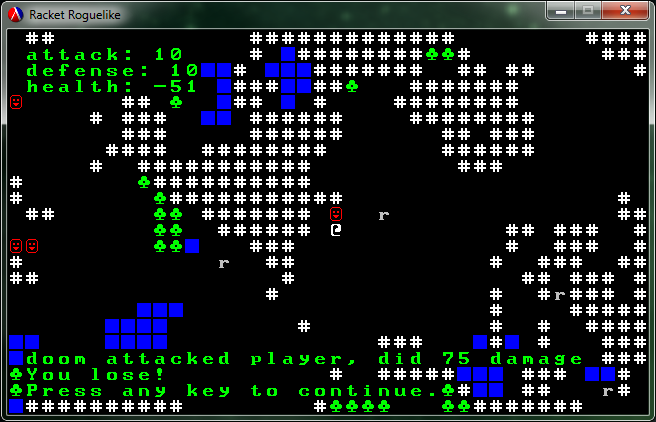 Racket Roguelike
attack: 10
defense: 10
health: -51
doom attacked player, did 75 damage
You lose!
Press any key to continue.